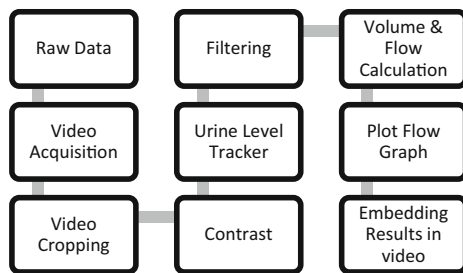 Raw Data
Video
Acquisition
Video
Cropping
Contrast
Urine Level
Tracker
Filtering
Volume &
Flow
Calculation
Plot Flow
Graph
Embedding
Results in
video